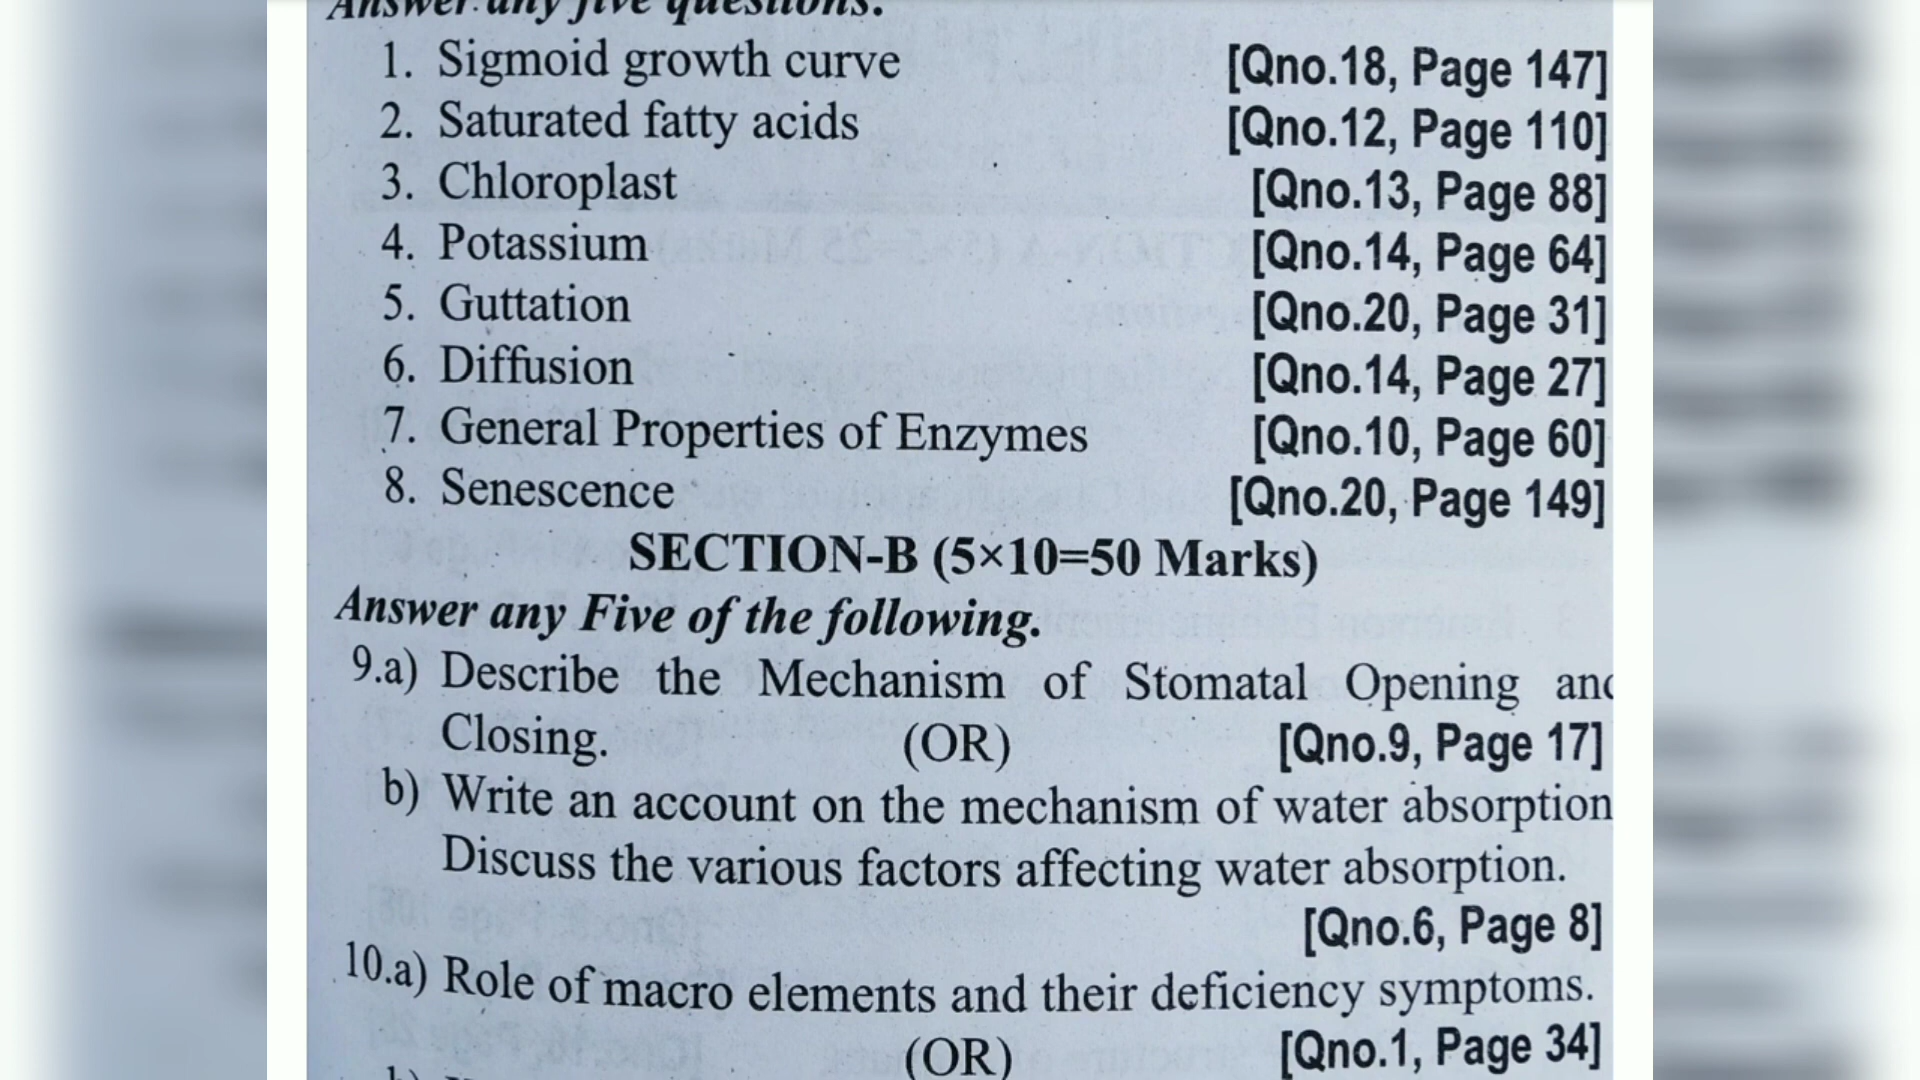 Answer any five questions.
1. Sigmoid growth curve [Qno.18, Page 147]
2. Saturated fatty acids [Qno.12, Page 110]
3. Chloroplast [Qno.13, Page 88]
4. Potassium [Qno.14, Page 64]
5. Guttation [Qno.20, Page 31]
6. Diffusion [Qno.14, Page 27]
7. General Properties of Enzymes [Qno.10, Page 60]
8. Senescence [Qno.20, Page 149]
SECTION-B (5×10=50 Marks)
Answer any Five of the following.
9.a) Describe the Mechanism of Stomatal Opening and
Closing. (OR) [Qno.9, Page 17]
b) Write an account on the mechanism of water absorption
Discuss the various factors affecting water absorption.
[Qno.6, Page 8]
10.a) Role of macro elements and their deficiency symptoms.
(OR) [Qno.1, Page 34]